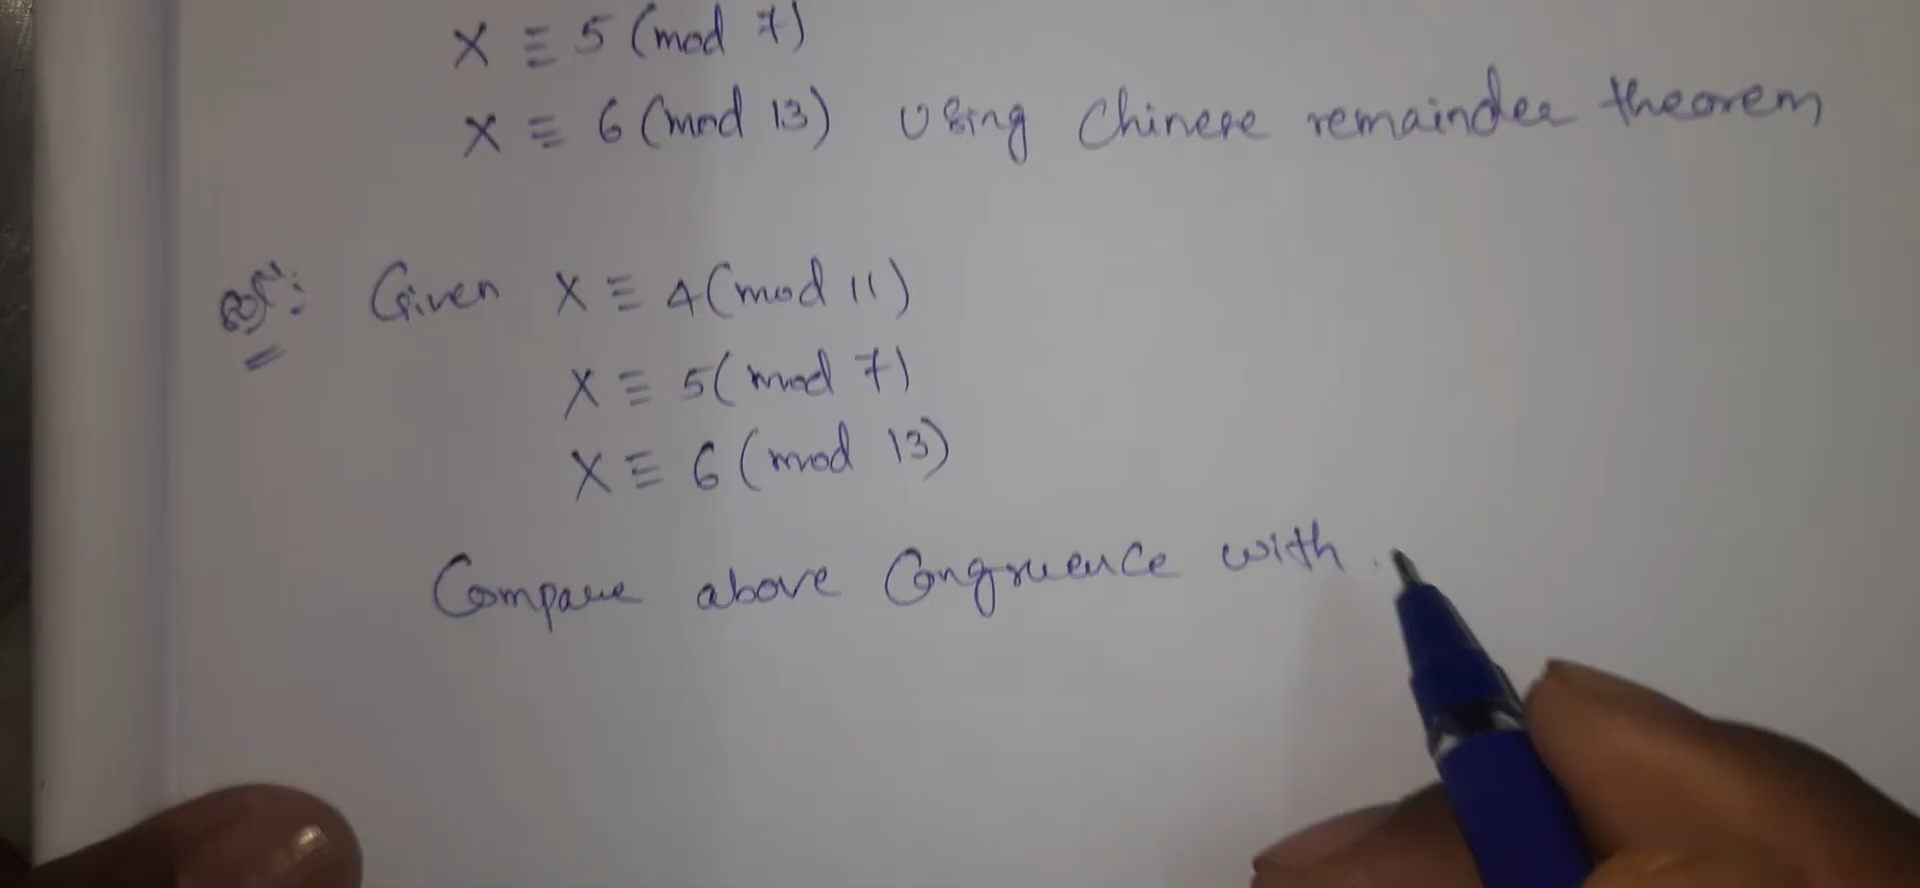 X ≡ 5 (mod 7)
X ≡ 6 (mod 13) Using Chinese remainder theorem
Sol: Given X ≡ 4 (mod 11)
X ≡ 5 (mod 7)
X ≡ 6 (mod 13)
Compare above Congruence with